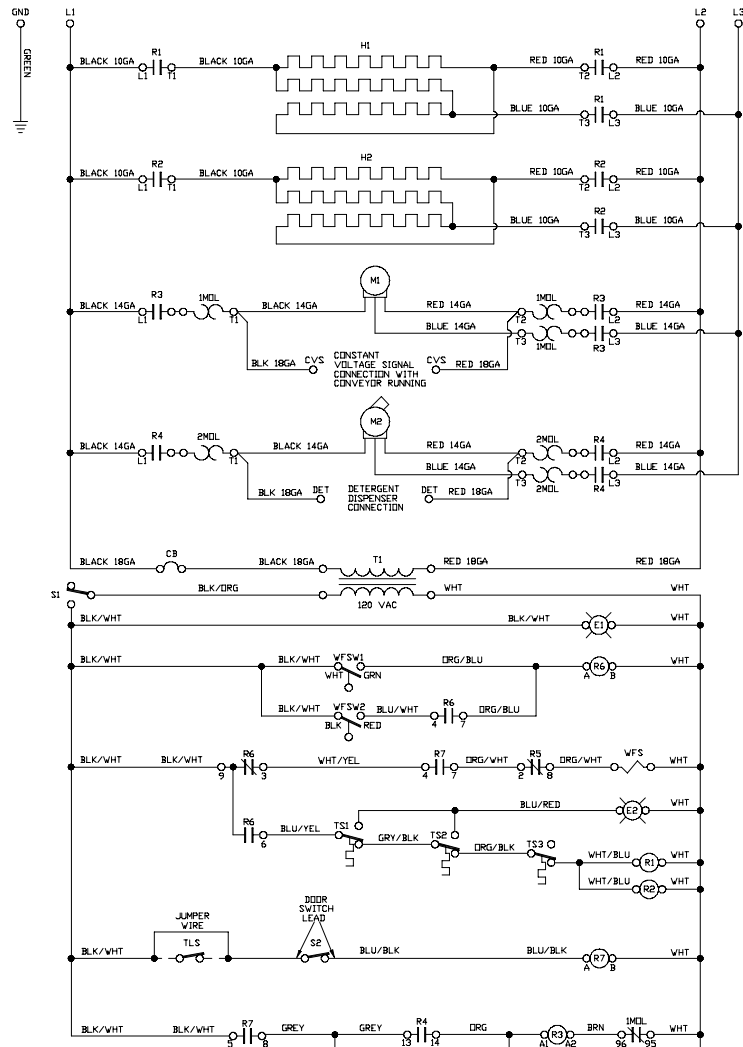 GND L1 L2 L3
GREEN
H1
BLACK 10GA R1 BLACK 10GA RED 10GA R1 RED 10GA
L1 T1 T2 L2
R1
BLUE 10GA BLUE 10GA
T3 L3
H2
BLACK 10GA R2 BLACK 10GA RED 10GA R2 RED 10GA
L1 T1 T2 L2
R2
BLUE 10GA BLUE 10GA
T3 L3
M1
BLACK 14GA R3 1MOL BLACK 14GA RED 14GA 1MOL R3 RED 14GA
L1 T1 T2 L2
BLUE 14GA BLUE 14GA
T3 1MOL R3 L3
BLK 18GA CVS CONSTANT CVS RED 18GA
VOLTAGE SIGNAL
CONNECTION WITH
CONVEYOR RUNNING
M2
BLACK 14GA R4 2MOL BLACK 14GA RED 14GA 2MOL R4 RED 14GA
L1 T1 T2 L2
BLUE 14GA BLUE 14GA
T3 2MOL R4 L3
BLK 18GA DET DETERGENT DET RED 18GA
DISPENSER
CONNECTION
BLACK 18GA CB BLACK 18GA T1 RED 18GA RED 18GA
S1 BLK/ORG WHT WHT
120 VAC
BLK/WHT BLK/WHT E1 WHT
BLK/WHT BLK/WHT WFSW1 ORG/BLU R6 WHT
WHT GRN A B
BLK/WHT WFSW2 BLU/WHT R6 ORG/BLU
BLK RED 4 7
BLK/WHT BLK/WHT R6 WHT/YEL R7 ORG/WHT R5 ORG/WHT WFS WHT
9 3 4 7 2 8
BLU/RED E2 WHT
R6 BLU/YEL TS1 GRY/BLK TS2 ORG/BLK TS3
6
WHT/BLU R1 WHT
WHT/BLU R2 WHT
DOOR
SWITCH
LEAD
JUMPER
WIRE
BLK/WHT TLS S2 BLU/BLK BLU/BLK R7 WHT
A B
BLK/WHT BLK/WHT R7 GREY GREY R4 ORG R3 BRN 1MOL WHT
5 8 13 14 A1 A2 96 95